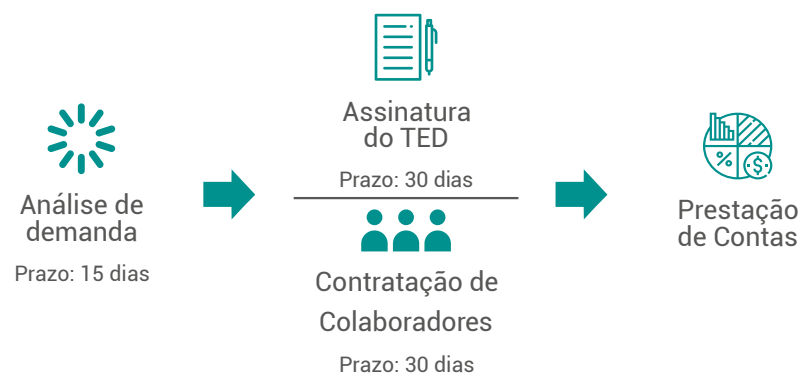 Análise de
demanda
Prazo: 15 dias
Assinatura
do TED
Prazo: 30 dias
Contratação de
Colaboradores
Prazo: 30 dias
% $
Prestação
de Contas